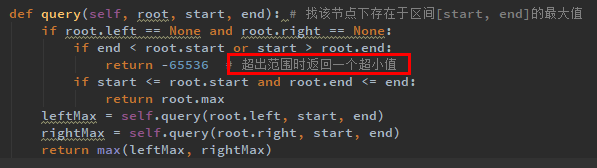 def query(self, root, start, end): # 找该节点下存在于区间[start, end]的最大值
if root.left == None and root.right == None:
if end < root.start or start > root.end:
return -65536 # 超出范围时返回一个超小值
if start <= root.start and root.end <= end:
return root.max
leftMax = self.query(root.left, start, end)
rightMax = self.query(root.right, start, end)
return max(leftMax, rightMax)